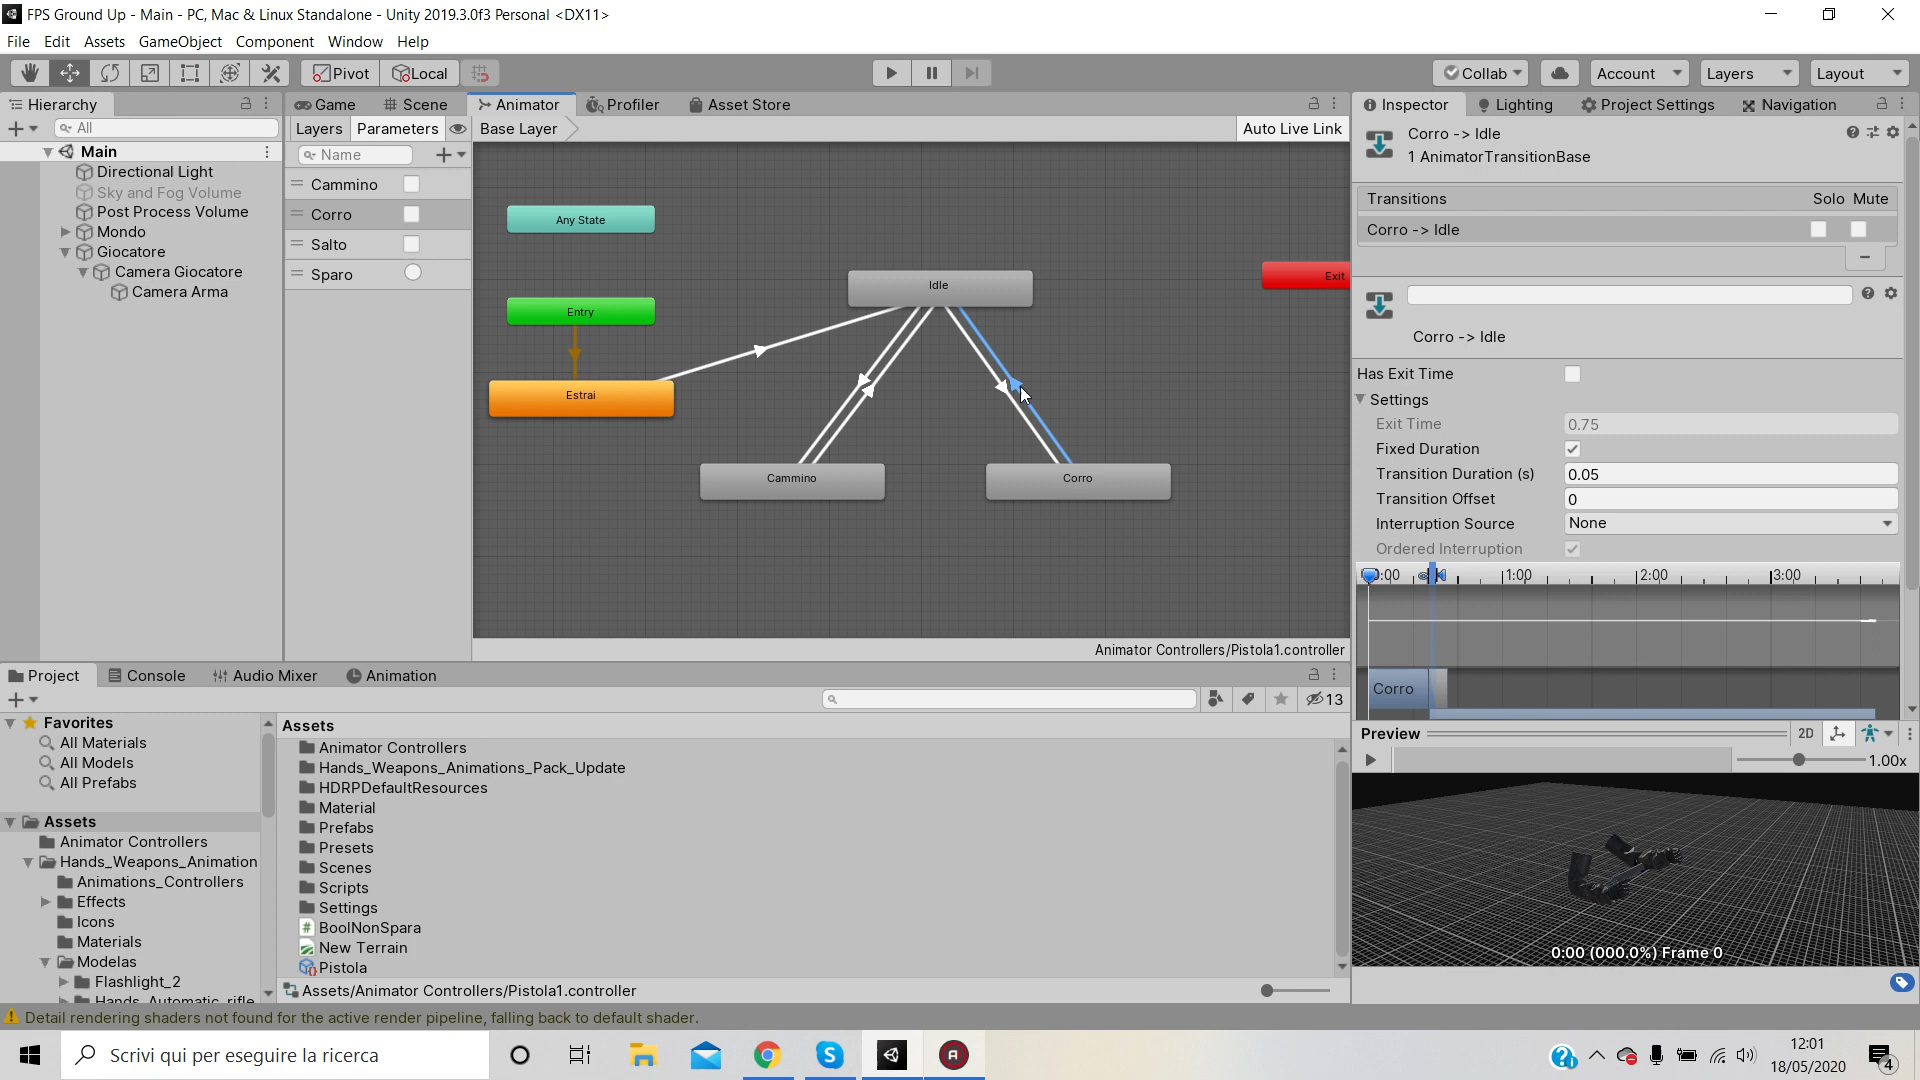 FPS Ground Up - Main - PC, Mac & Linux Standalone - Unity 2019.3.0f3 Personal <DX11>
File Edit Assets GameObject Component Window Help
Pivot Local Collab Account Layers Layout
Hierarchy
All
Main
Directional Light
Sky and Fog Volume
Post Process Volume
Mondo
Giocatore
Camera Giocatore
Camera Arma
Game Scene Animator Profiler Asset Store
Layers Parameters Base Layer Auto Live Link
Name
Cammino
Corro
Salto
Sparo
Any State
Entry
Estrai
Idle
Exit
Cammino
Corro
Animator Controllers/Pistola1.controller
Inspector Lighting Project Settings Navigation
Corro -> Idle
1 AnimatorTransitionBase
Transitions Solo Mute
Corro -> Idle
Corro -> Idle
Has Exit Time
Settings
Exit Time 0.75
Fixed Duration
Transition Duration (s) 0.05
Transition Offset 0
Interruption Source None
Ordered Interruption
0:00 1:00 2:00 3:00
Corro
Preview 2D
1.00x
0:00 (000.0%) Frame 0
Project Console Audio Mixer Animation
13
Favorites
All Materials
All Models
All Prefabs
Assets
Animator Controllers
Hands_Weapons_Animation
Animations_Controllers
Effects
Icons
Materials
Modelas
Flashlight_2
Hands_Automatic_rifle
Assets
Animator Controllers
Hands_Weapons_Animations_Pack_Update
HDRPDefaultResources
Material
Prefabs
Presets
Scenes
Scripts
Settings
BoolNonSpara
New Terrain
Pistola
Assets/Animator Controllers/Pistola1.controller
Detail rendering shaders not found for the active render pipeline, falling back to default shader.
Scrivi qui per eseguire la ricerca
12:01
18/05/2020
4